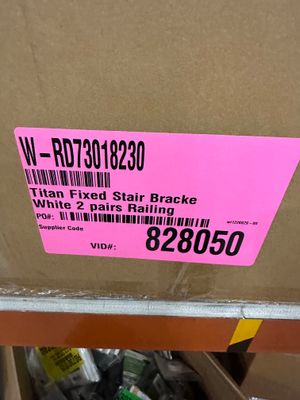 W-RD73018230
Titan Fixed Stair Bracke
White 2 pairs Railing
PO#:
Supplier Code
VID#:
828050